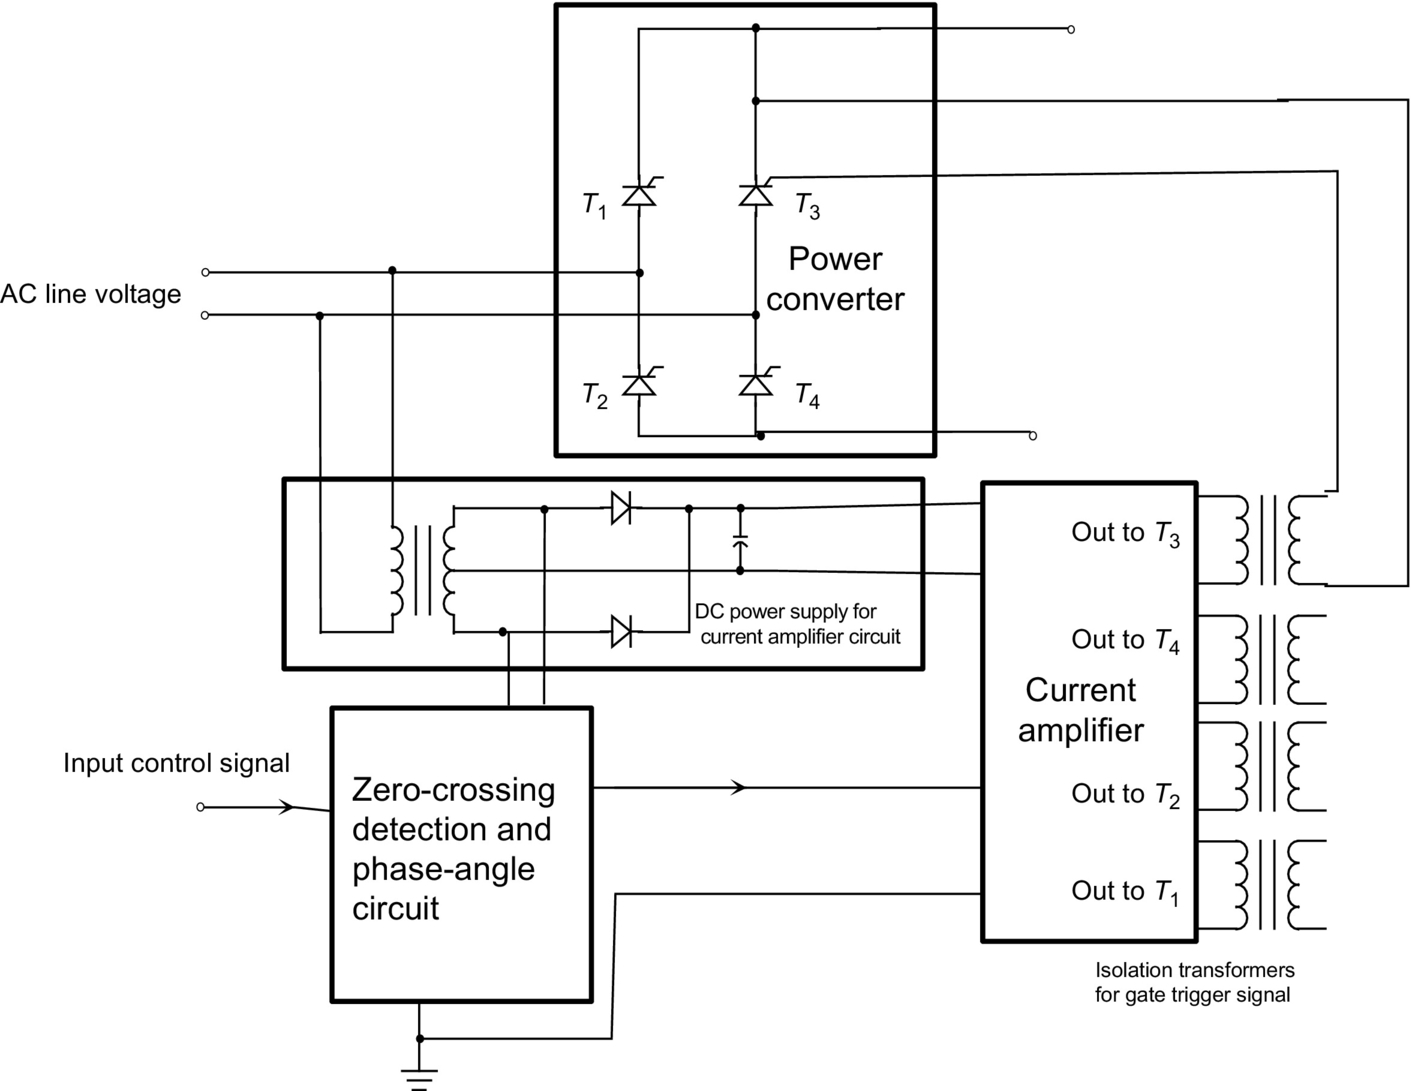 T1
T3
Power
converter
AC line voltage
T2
T4
DC power supply for
current amplifier circuit
Out to T3
Out to T4
Current
amplifier
Out to T2
Out to T1
Input control signal
Zero-crossing
detection and
phase-angle
circuit
Isolation transformers
for gate trigger signal